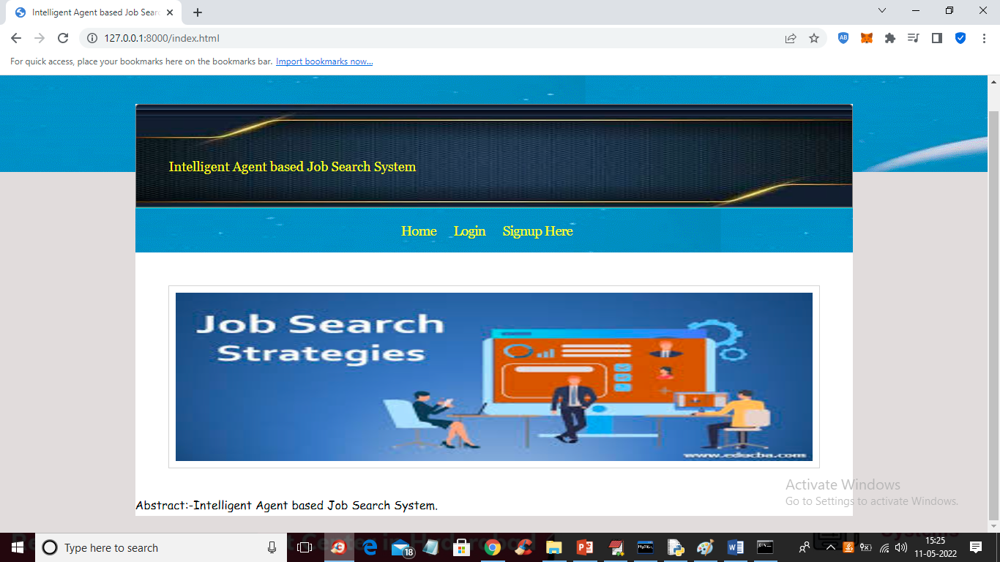 Intelligent Agent based Job Sear
127.0.0.1:8000/index.html
AB
For quick access, place your bookmarks here on the bookmarks bar. Import bookmarks now...
Intelligent Agent based Job Search System
Home Login Signup Here
Job Search
Strategies
www.educba.com
Abstract:-Intelligent Agent based Job Search System.
Activate Windows
Go to Settings to activate Windows.
Type here to search
18
MySQL
15:25
11-05-2022